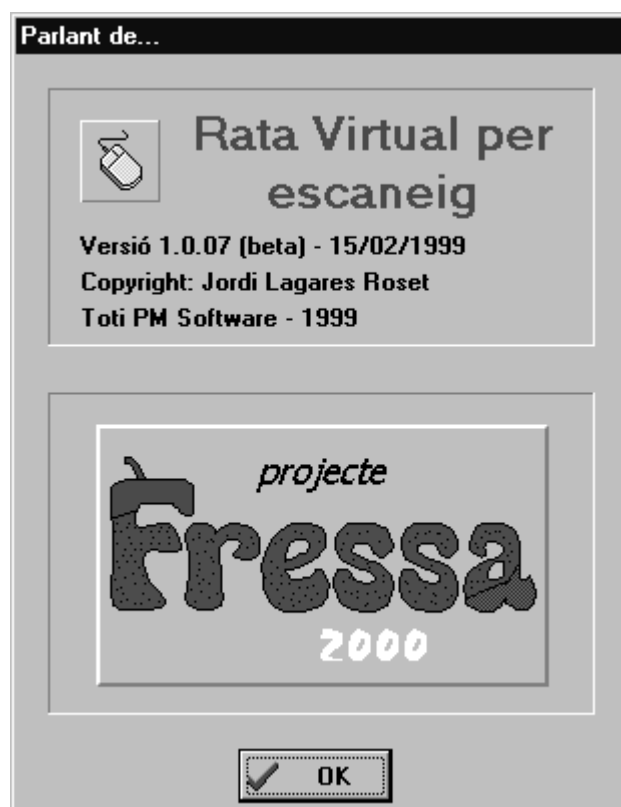 Parlant de...
Rata Virtual per
escaneig
Versió 1.0.07 (beta) - 15/02/1999
Copyright: Jordi Lagares Roset
Toti PM Software - 1999
projecte
Fressa
2000
OK